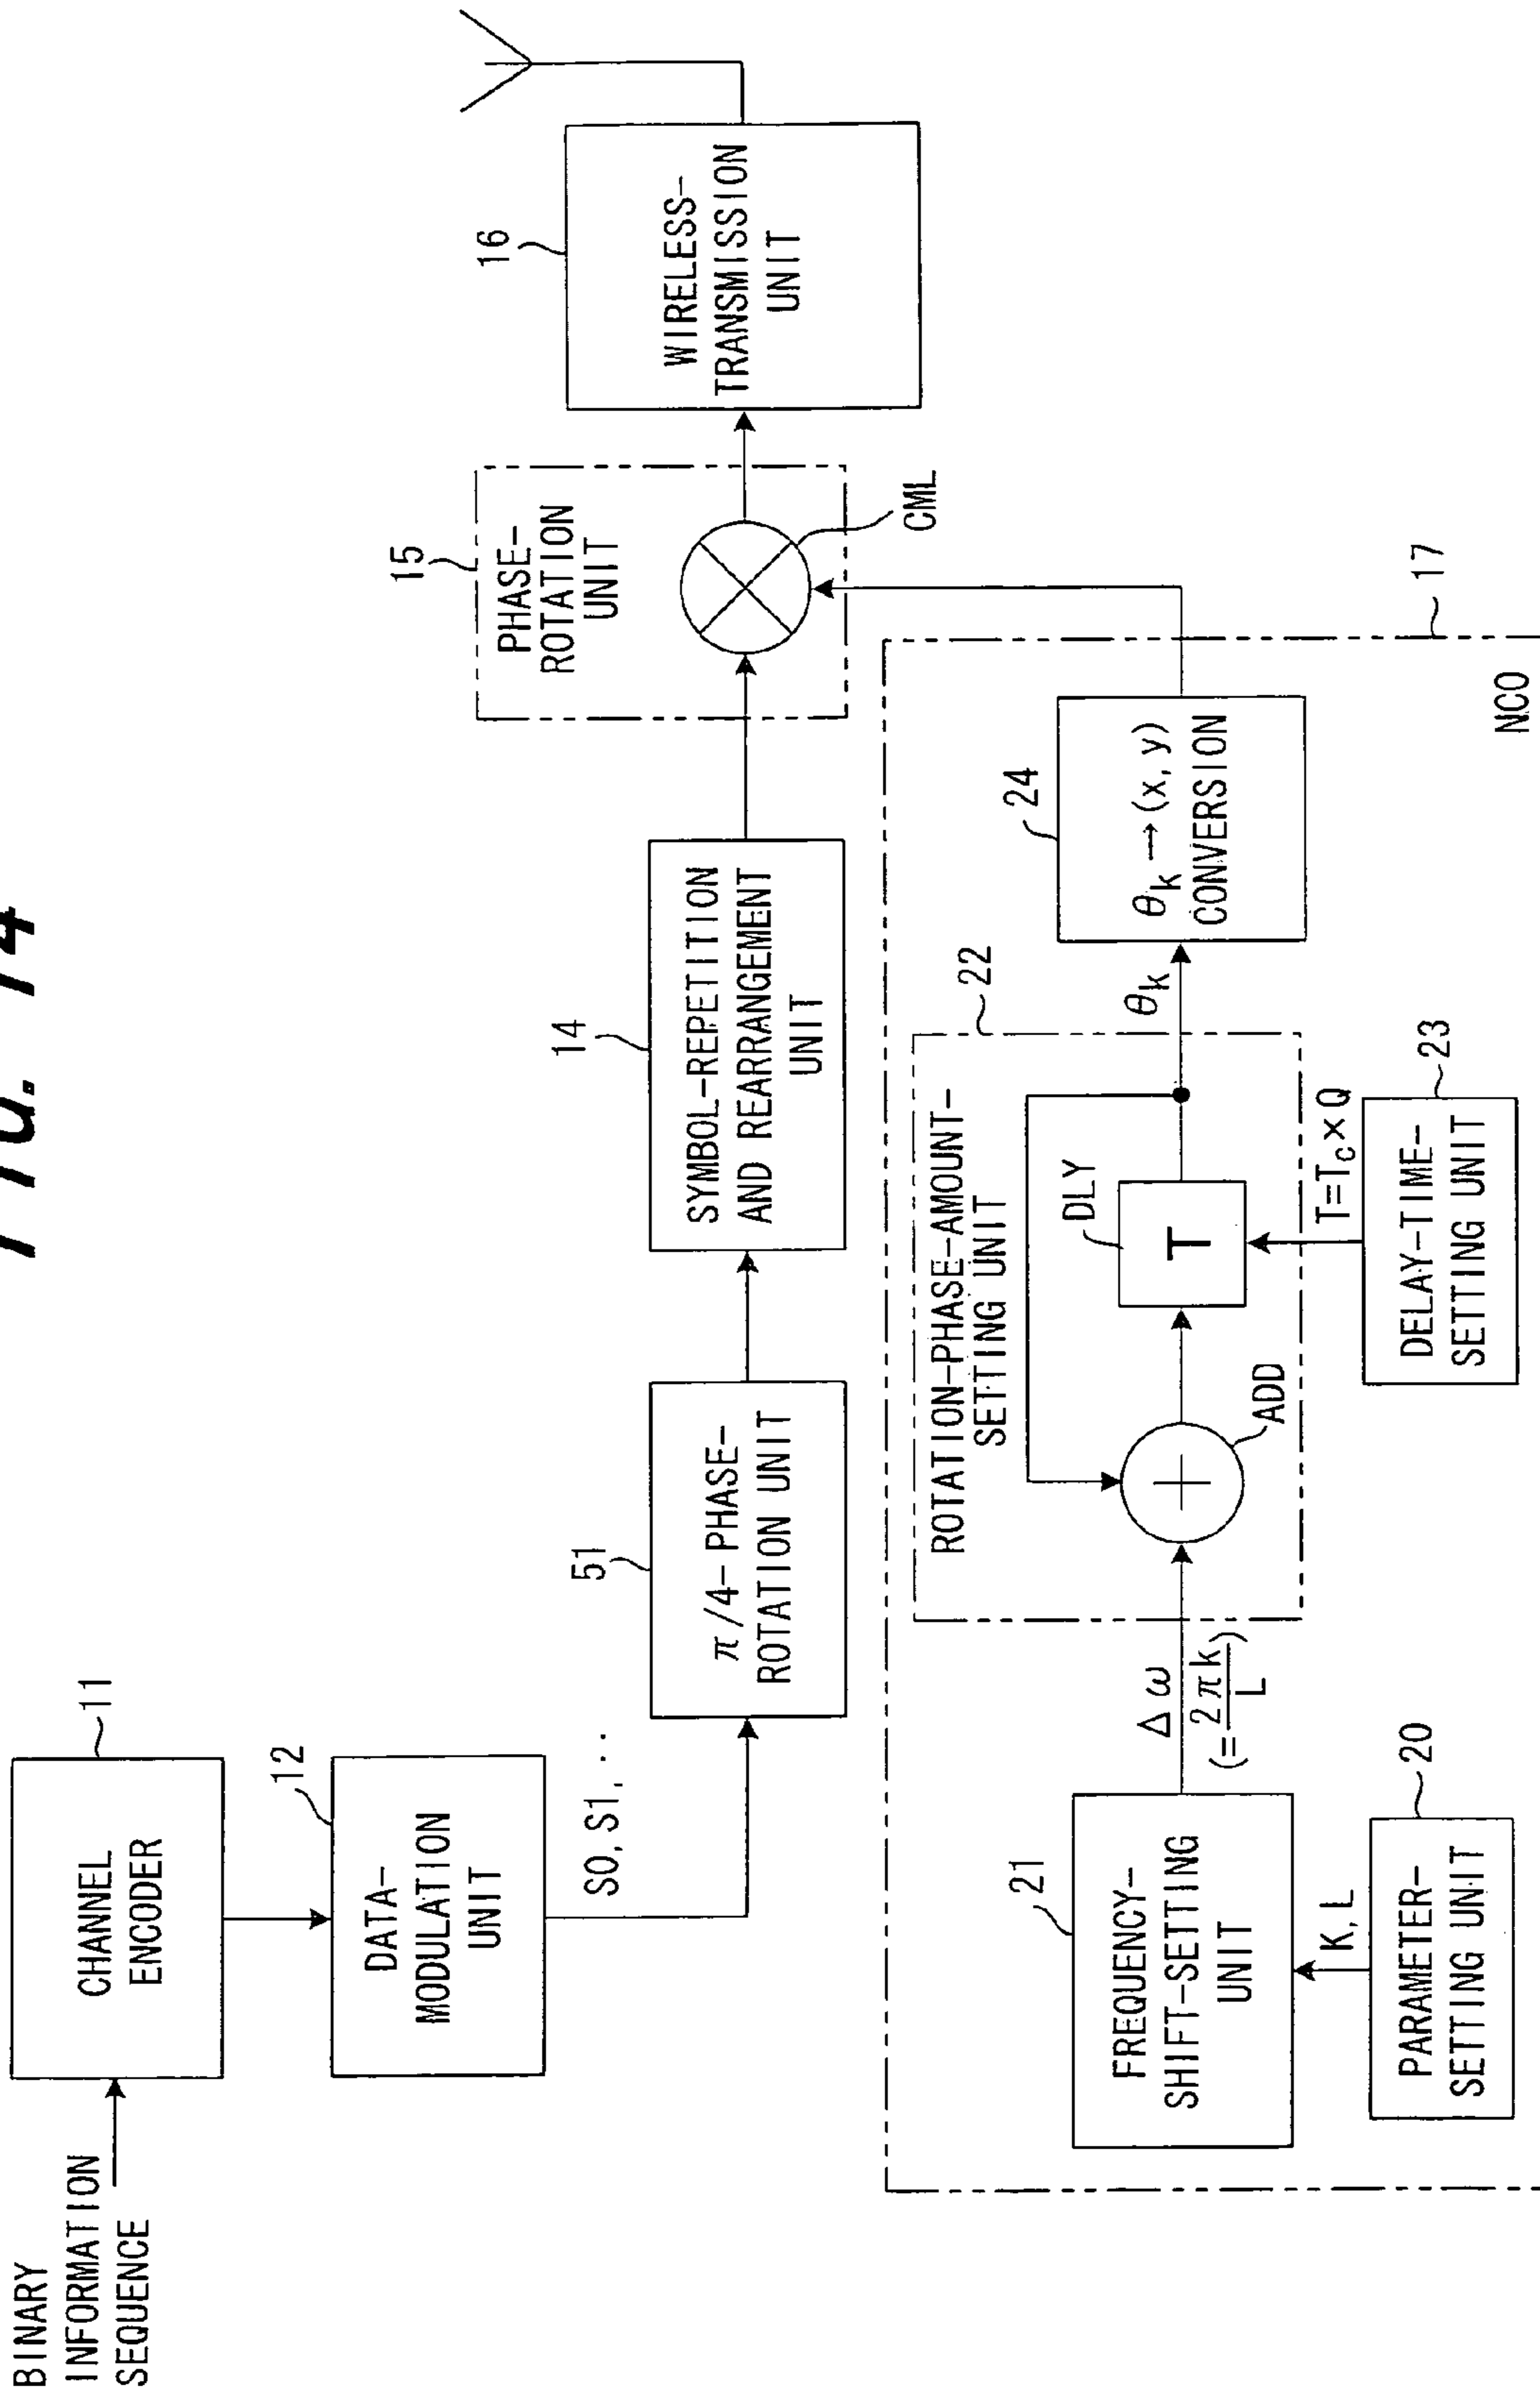 FIG. 14
BINARY
INFORMATION
SEQUENCE
11
CHANNEL
ENCODER
12
DATA-
MODULATION
UNIT
S0, S1, ··
51
π/4-PHASE-
ROTATION UNIT
14
SYMBOL-REPETITION
AND REARRANGEMENT
UNIT
15
PHASE-
ROTATION
UNIT
CML
16
WIRELESS-
TRANSMISSION
UNIT
17
NCO
20
PARAMETER-
SETTING UNIT
K, L
21
FREQUENCY-
SHIFT-SETTING
UNIT
Δω
(= 2πk/L)
22
ROTATION-PHASE-AMOUNT-
SETTING UNIT
ADD
DLY
T
T=Tc×Q
23
DELAY-TIME-
SETTING UNIT
θk
24
θk→(x, y)
CONVERSION